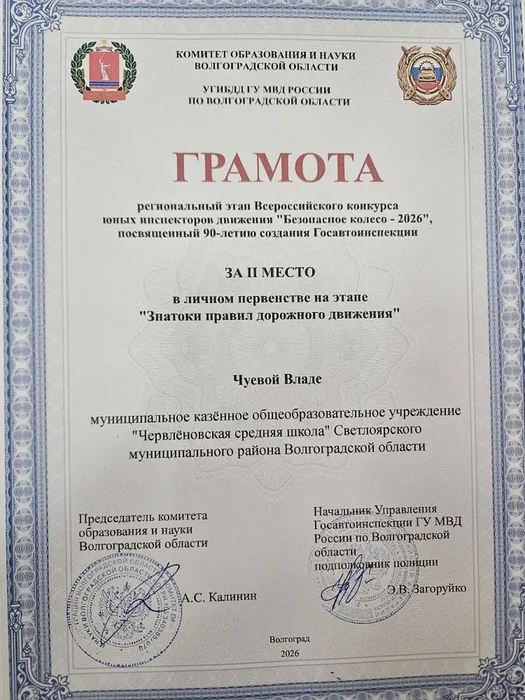 КОМИТЕТ ОБРАЗОВАНИЯ И НАУКИ
ВОЛГОГРАДСКОЙ ОБЛАСТИ
УГИБДД ГУ МВД РОССИИ
ПО ВОЛГОГРАДСКОЙ ОБЛАСТИ
ГРАМОТА
региональный этап Всероссийского конкурса
юных инспекторов движения "Безопасное колесо - 2026",
посвященный 90-летию создания Госавтоинспекции
ЗА II МЕСТО
в личном первенстве на этапе
"Знатоки правил дорожного движения"
Чуевой Владе
муниципальное казённое общеобразовательное учреждение
"Червлёновская средняя школа" Светлоярского
муниципального района Волгоградской области
Председатель комитета
образования и науки
Волгоградской области
А.С. Калинин
Начальник Управления
Госавтоинспекции ГУ МВД
России по Волгоградской
области
подполковник полиции
Э.В. Загоруйко
Волгоград
2026